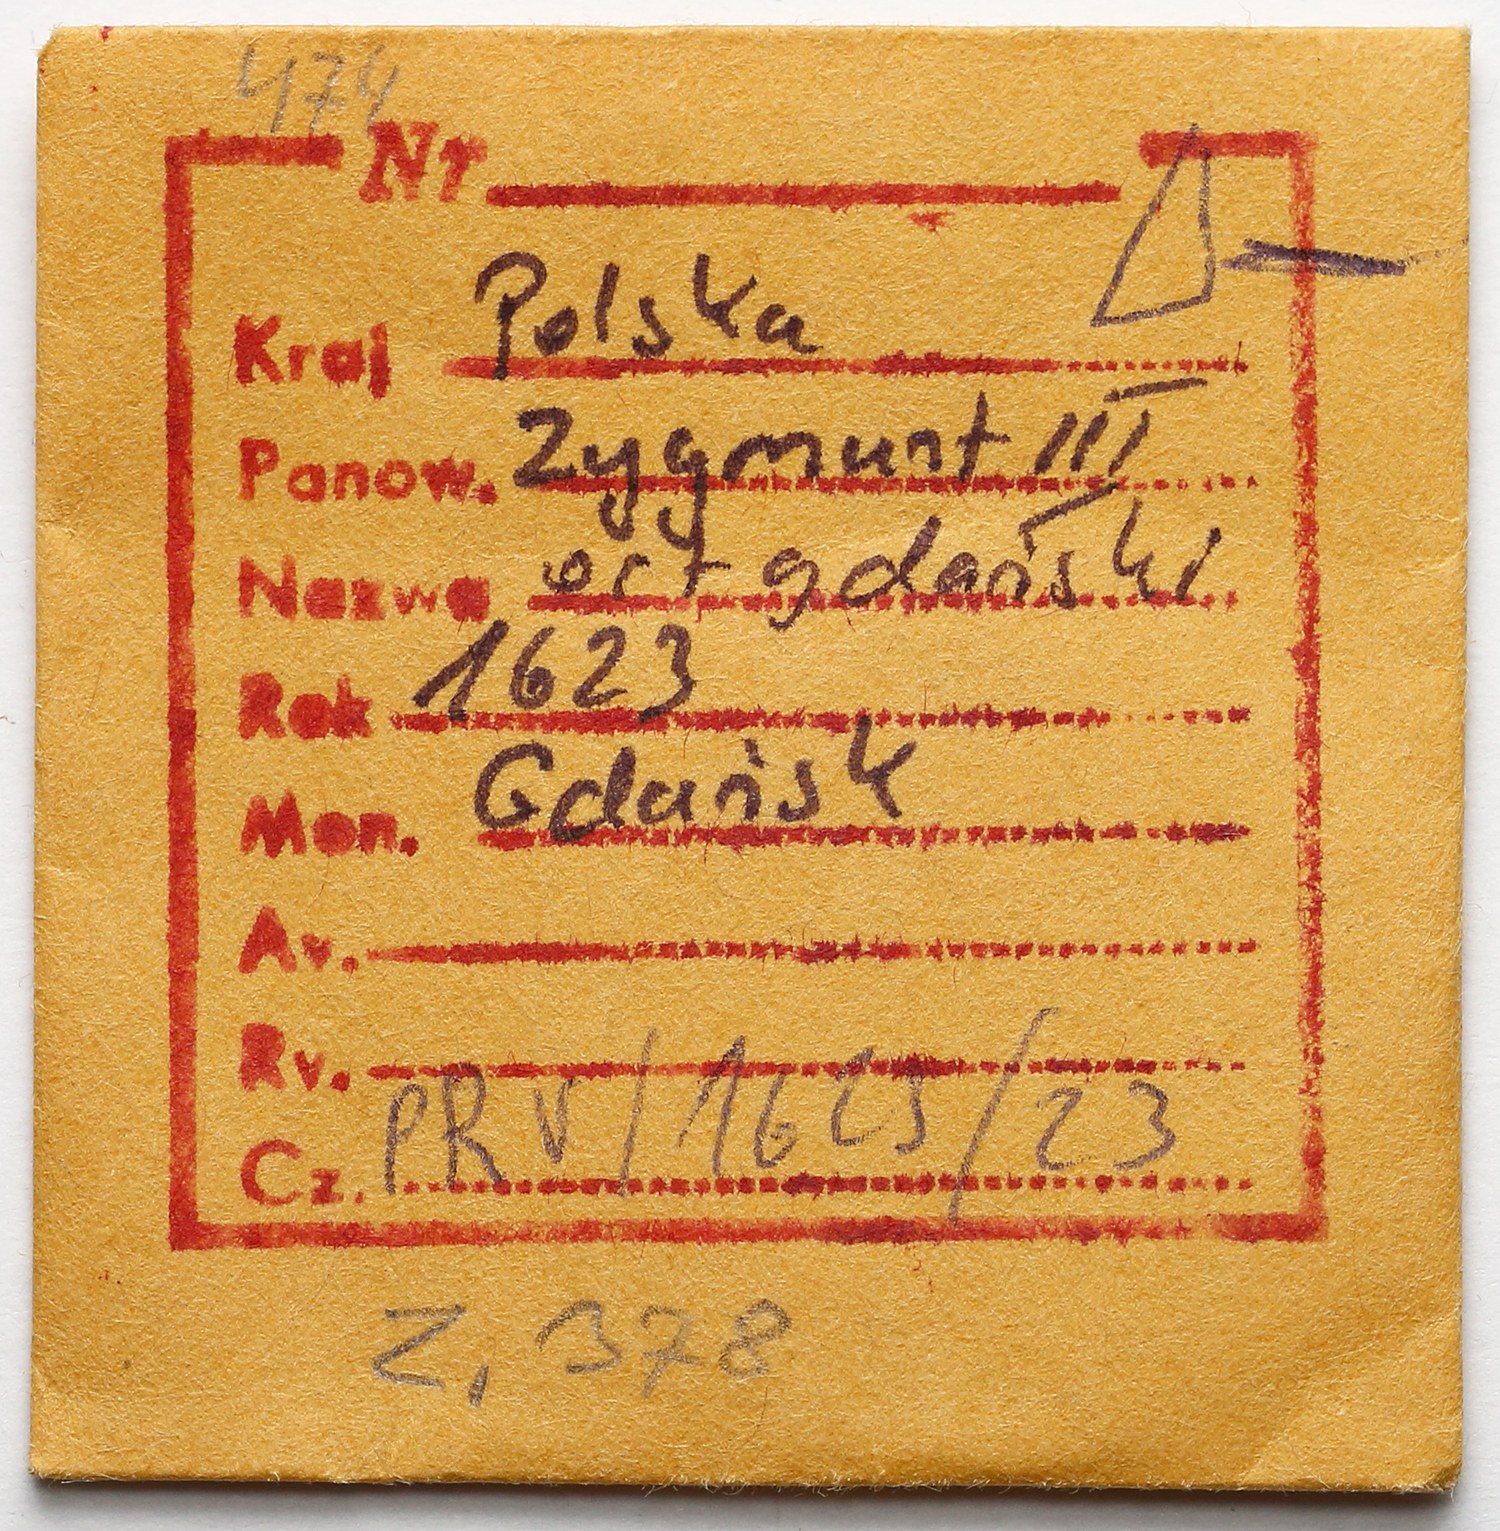 474
Nr
Kraj Polska
Panow. Zygmunt III
Nazwa ort gdański
Rok 1623
Mon. Gdańsk
Av.
Rv.
Cz. PRV/1625/23
Z, 378